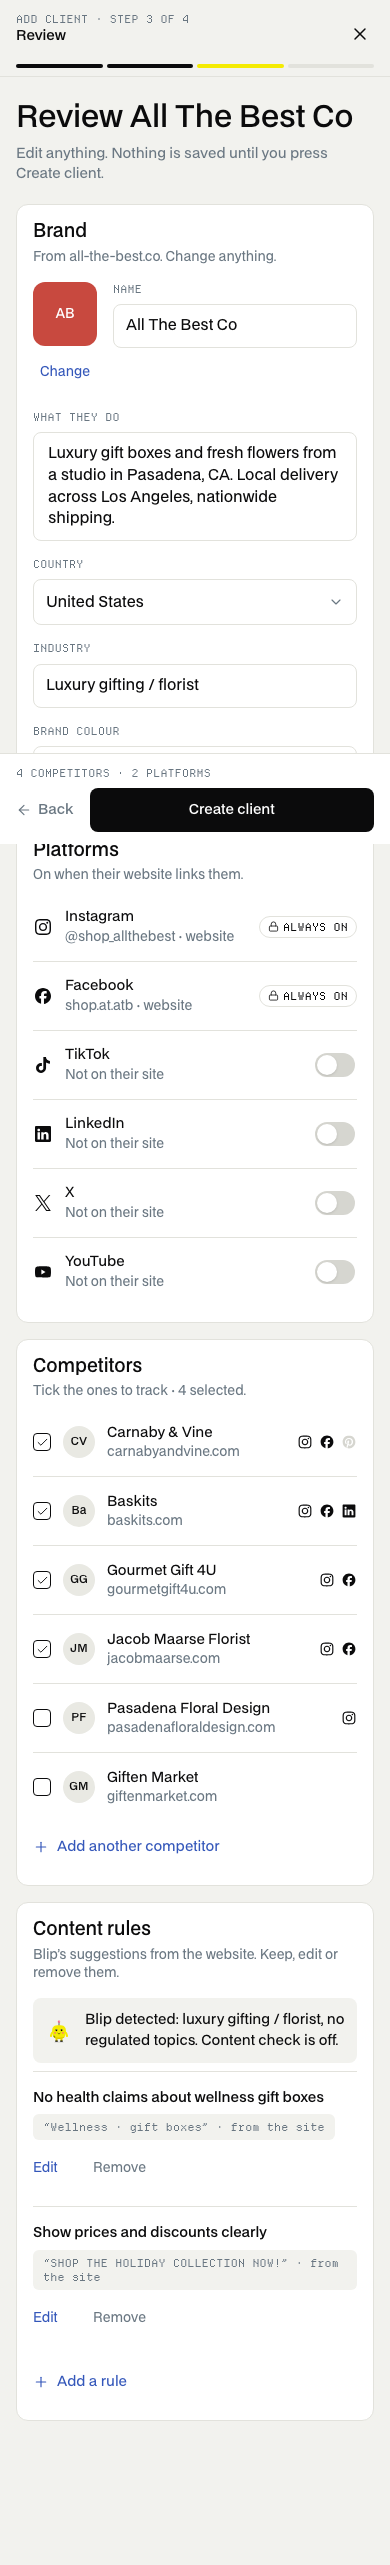 ADD CLIENT · STEP 3 OF 4
Review
Review All The Best Co
Edit anything. Nothing is saved until you press
Create client.
Brand
From all-the-best.co. Change anything.
AB
NAME
All The Best Co
Change
WHAT THEY DO
Luxury gift boxes and fresh flowers from
a studio in Pasadena, CA. Local delivery
across Los Angeles, nationwide
shipping.
COUNTRY
United States
INDUSTRY
Luxury gifting / florist
BRAND COLOUR
4 COMPETITORS · 2 PLATFORMS
Back
Create client
Platforms
On when their website links them.
Instagram
@shop_allthebest · website
ALWAYS ON
Facebook
shop.at.atb · website
ALWAYS ON
TikTok
Not on their site
LinkedIn
Not on their site
X
Not on their site
YouTube
Not on their site
Competitors
Tick the ones to track · 4 selected.
CV
Carnaby & Vine
carnabyandvine.com
Ba
Baskits
baskits.com
GG
Gourmet Gift 4U
gourmetgift4u.com
JM
Jacob Maarse Florist
jacobmaarse.com
PF
Pasadena Floral Design
pasadenafloraldesign.com
GM
Giften Market
giftenmarket.com
+ Add another competitor
Content rules
Blip's suggestions from the website. Keep, edit or
remove them.
Blip detected: luxury gifting / florist, no
regulated topics. Content check is off.
No health claims about wellness gift boxes
“Wellness · gift boxes” · from the site
Edit
Remove
Show prices and discounts clearly
“SHOP THE HOLIDAY COLLECTION NOW!” · from
the site
Edit
Remove
+ Add a rule